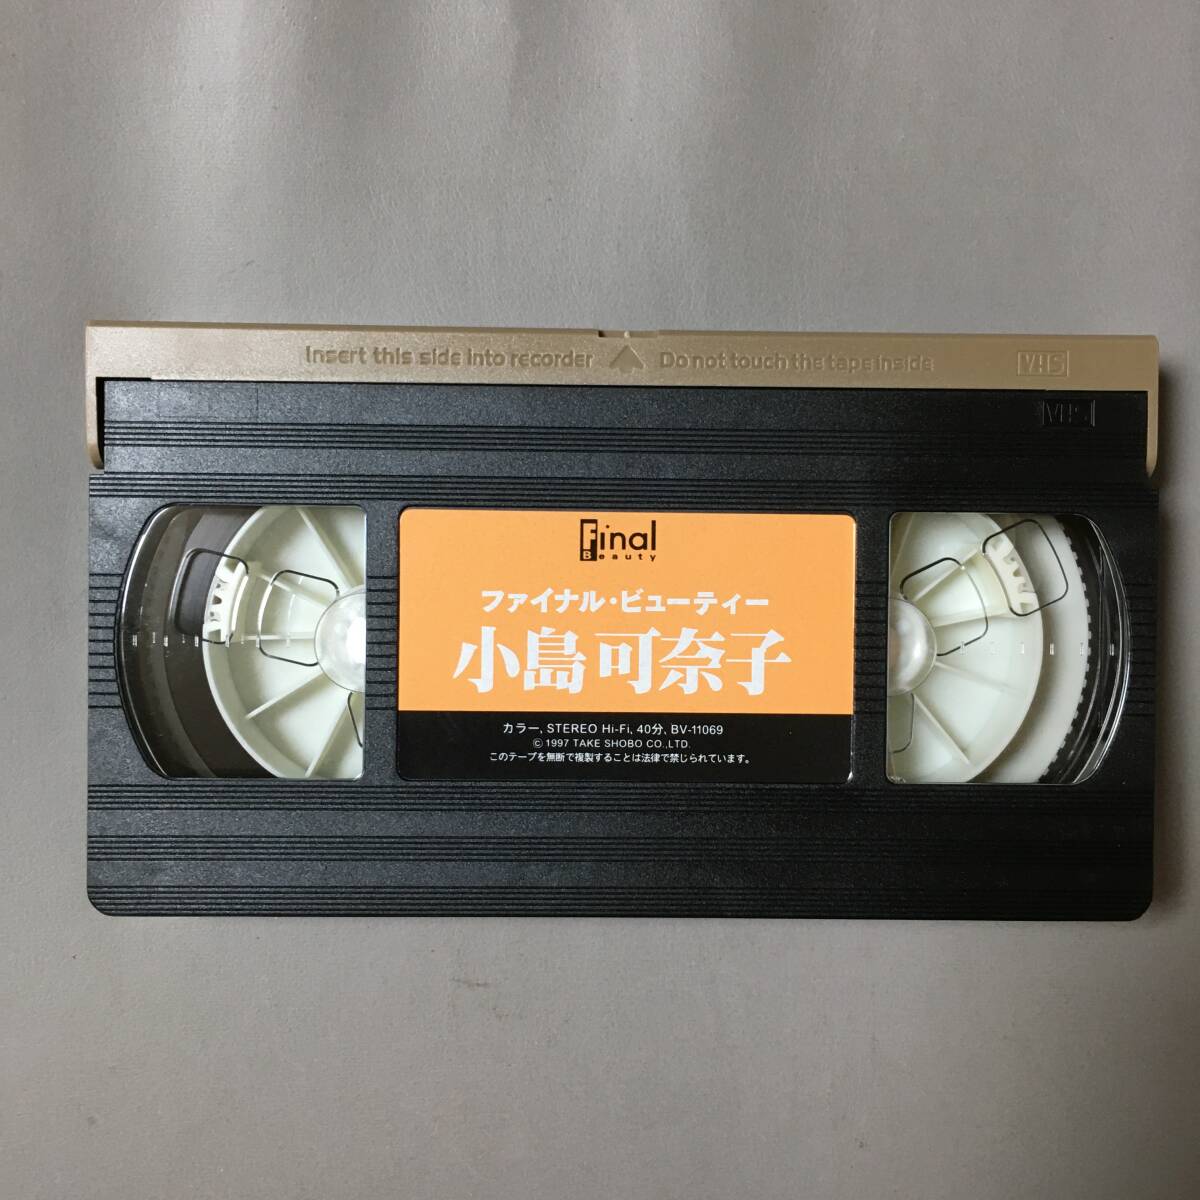 Insert this side into recorder Do not touch the tape inside VHS
VHS
Final
Beauty
ファイナル・ビューティー
小島可奈子
カラー, STEREO Hi-Fi, 40分, BV-11069
© 1997 TAKE SHOBO CO.,LTD.
このテープを無断で複製することは法律で禁じられています。